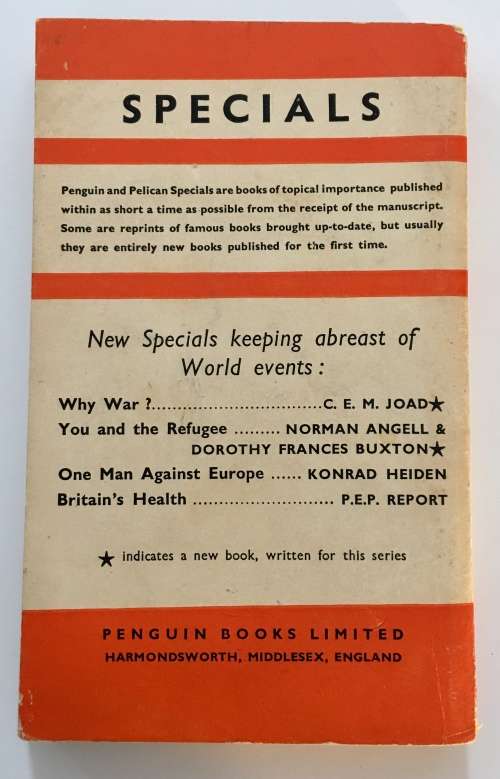 SPECIALS
Penguin and Pelican Specials are books of topical importance published
within as short a time as possible from the receipt of the manuscript.
Some are reprints of famous books brought up-to-date, but usually
they are entirely new books published for the first time.
New Specials keeping abreast of
World events :
Why War ?...............................C. E. M. JOAD★
You and the Refugee ......... NORMAN ANGELL &
DOROTHY FRANCES BUXTON★
One Man Against Europe ...... KONRAD HEIDEN
Britain's Health .......................... P.E.P. REPORT
★ indicates a new book, written for this series
PENGUIN BOOKS LIMITED
HARMONDSWORTH, MIDDLESEX, ENGLAND